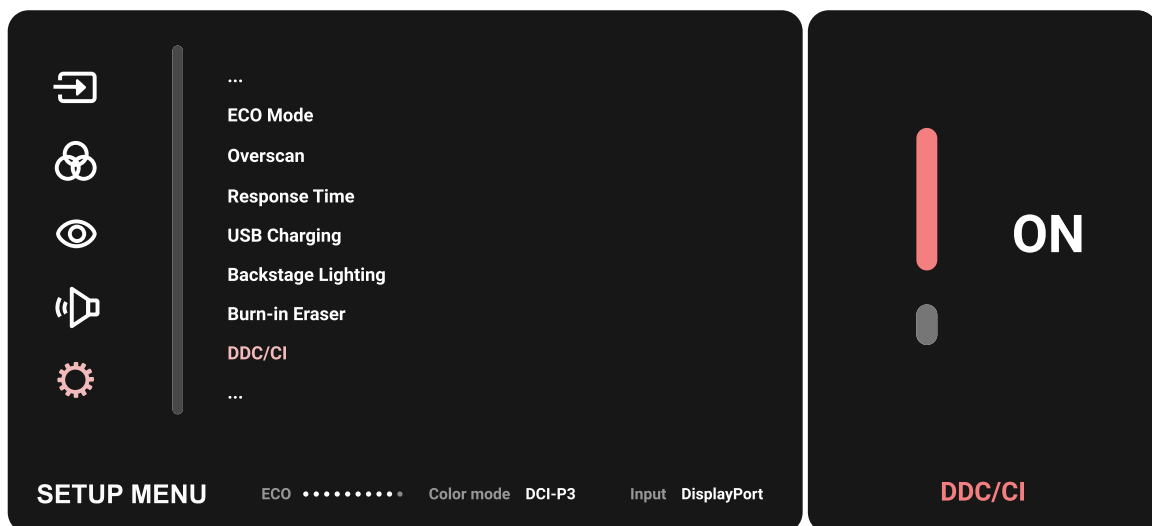 ...
ECO Mode
Overscan
Response Time
USB Charging
Backstage Lighting
Burn-in Eraser
DDC/CI
...
SETUP MENU ECO Color mode DCI-P3 Input DisplayPort
ON
DDC/CI